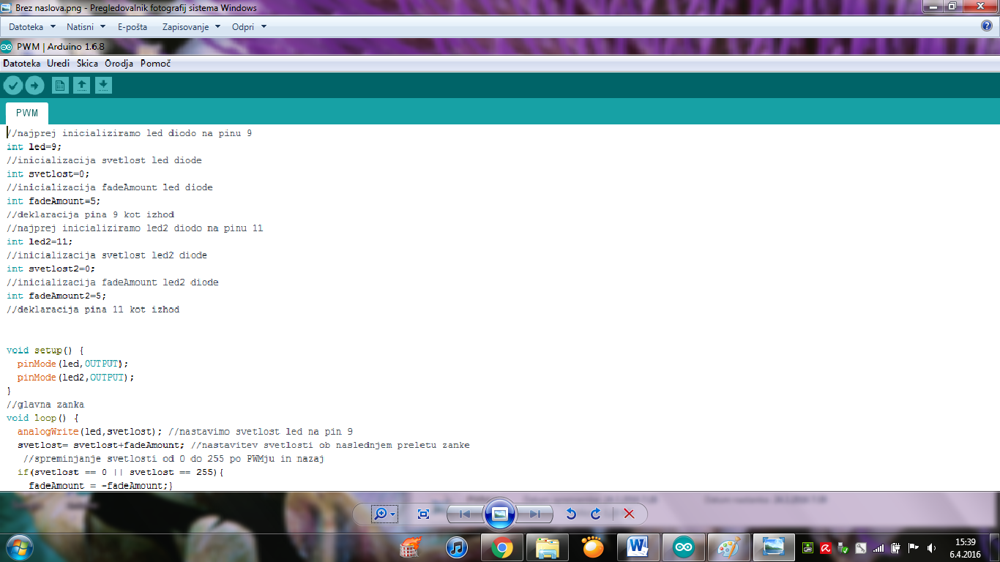 Brez naslova.png - Pregledovalnik fotografij sistema Windows
Datoteka Natisni E-pošta Zapisovanje Odpri
PWM | Arduino 1.6.8
Datoteka Uredi Skica Orodja Pomoč
PWM
//najprej inicializiramo led diodo na pinu 9
int led=9;
//inicializacija svetlost led diode
int svetlost=0;
//inicializacija fadeAmount led diode
int fadeAmount=5;
//deklaracija pina 9 kot izhod
//najprej inicializiramo led2 diodo na pinu 11
int led2=11;
//inicializacija svetlost led2 diode
int svetlost2=0;
//inicializacija fadeAmount led2 diode
int fadeAmount2=5;
//deklaracija pina 11 kot izhod
void setup() {
pinMode(led,OUTPUT);
pinMode(led2,OUTPUT);
}
//glavna zanka
void loop() {
analogWrite(led,svetlost); //nastavimo svetlost led na pin 9
svetlost= svetlost+fadeAmount; //nastavitev svetlosti ob naslednjem preletu zanke
//spreminjanje svetlosti od 0 do 255 po PWMju in nazaj
if(svetlost == 0 || svetlost == 255){
fadeAmount = -fadeAmount;}
15:39
6.4.2016